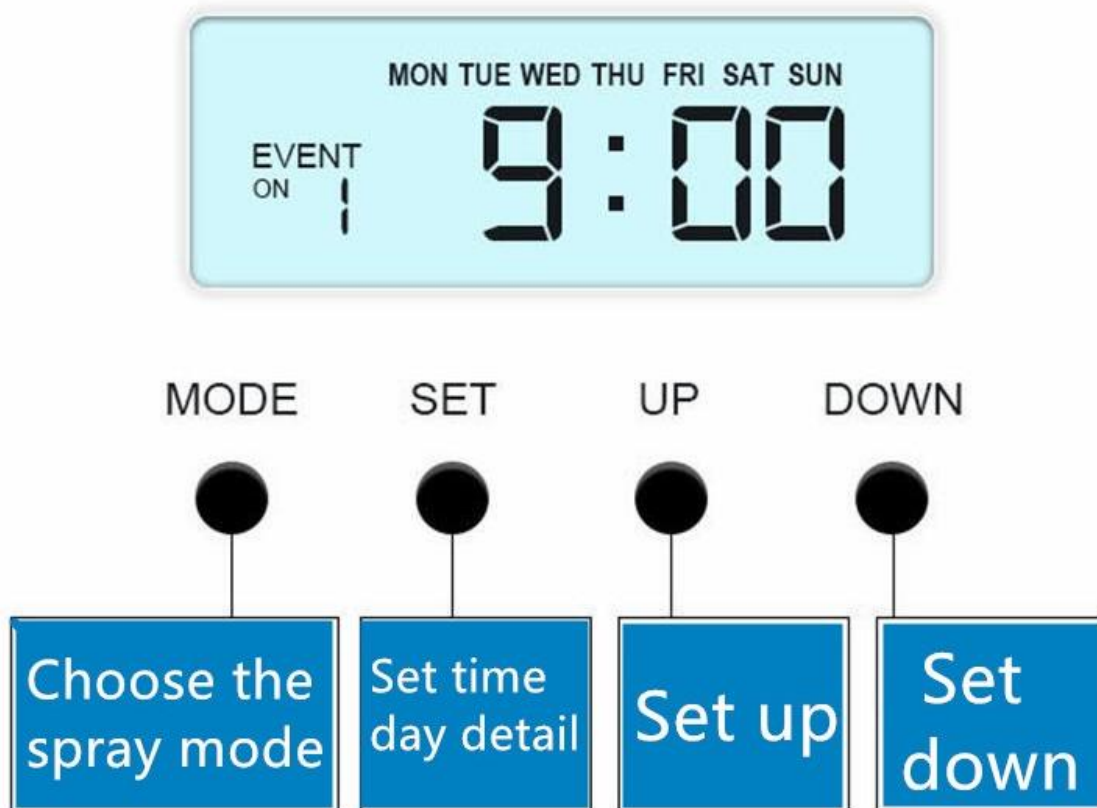 MON TUE WED THU FRI SAT SUN
EVENT
ON 1 9:00
MODE SET UP DOWN
Choose the
spray mode
Set time
day detail
Set up
Set
down